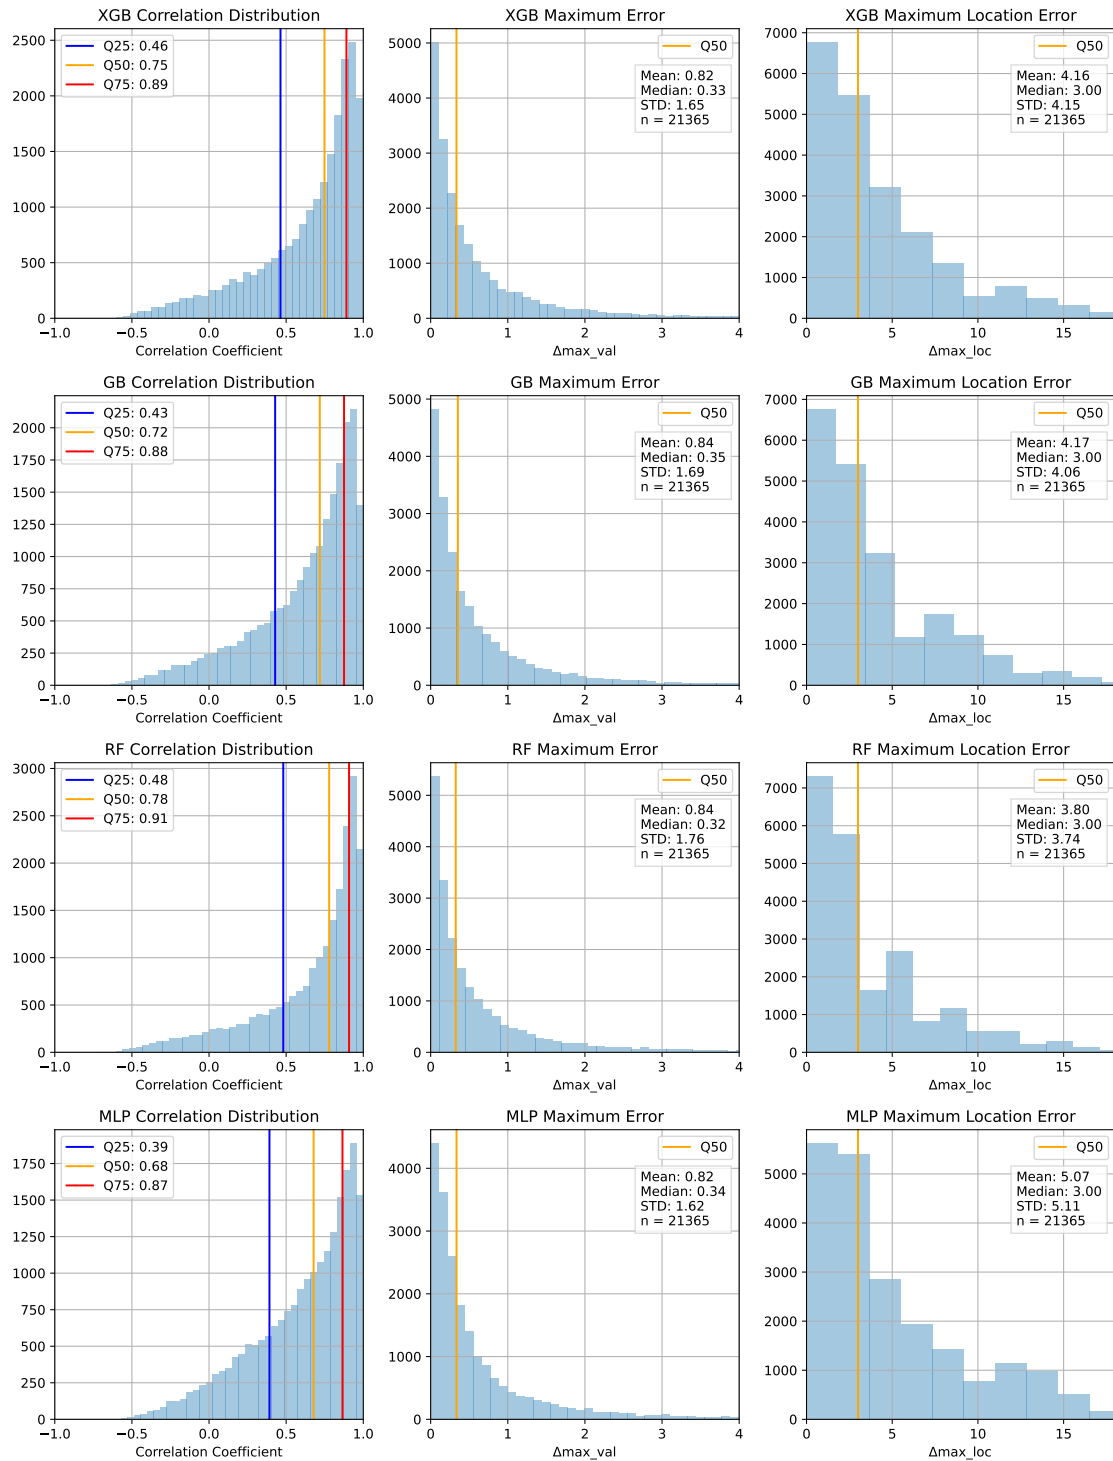 XGB Correlation Distribution
Q25: 0.46
Q50: 0.75
Q75: 0.89
2500
2000
1500
1000
500
0
−1.0 −0.5 0.0 0.5 1.0
Correlation Coefficient
XGB Maximum Error
Q50
Mean: 0.82
Median: 0.33
STD: 1.65
n = 21365
5000
4000
3000
2000
1000
0
0 1 2 3 4
Δmax_val
XGB Maximum Location Error
Q50
Mean: 4.16
Median: 3.00
STD: 4.15
n = 21365
7000
6000
5000
4000
3000
2000
1000
0
0 5 10 15
Δmax_loc
GB Correlation Distribution
Q25: 0.43
Q50: 0.72
Q75: 0.88
2000
1750
1500
1250
1000
750
500
250
0
−1.0 −0.5 0.0 0.5 1.0
Correlation Coefficient
GB Maximum Error
Q50
Mean: 0.84
Median: 0.35
STD: 1.69
n = 21365
5000
4000
3000
2000
1000
0
0 1 2 3 4
Δmax_val
GB Maximum Location Error
Q50
Mean: 4.17
Median: 3.00
STD: 4.06
n = 21365
7000
6000
5000
4000
3000
2000
1000
0
0 5 10 15
Δmax_loc
RF Correlation Distribution
Q25: 0.48
Q50: 0.78
Q75: 0.91
3000
2500
2000
1500
1000
500
0
−1.0 −0.5 0.0 0.5 1.0
Correlation Coefficient
RF Maximum Error
Q50
Mean: 0.84
Median: 0.32
STD: 1.76
n = 21365
5000
4000
3000
2000
1000
0
0 1 2 3 4
Δmax_val
RF Maximum Location Error
Q50
Mean: 3.80
Median: 3.00
STD: 3.74
n = 21365
7000
6000
5000
4000
3000
2000
1000
0
0 5 10 15
Δmax_loc
MLP Correlation Distribution
Q25: 0.39
Q50: 0.68
Q75: 0.87
1750
1500
1250
1000
750
500
250
0
−1.0 −0.5 0.0 0.5 1.0
Correlation Coefficient
MLP Maximum Error
Q50
Mean: 0.82
Median: 0.34
STD: 1.62
n = 21365
4000
3000
2000
1000
0
0 1 2 3 4
Δmax_val
MLP Maximum Location Error
Q50
Mean: 5.07
Median: 3.00
STD: 5.11
n = 21365
5000
4000
3000
2000
1000
0
0 5 10 15
Δmax_loc